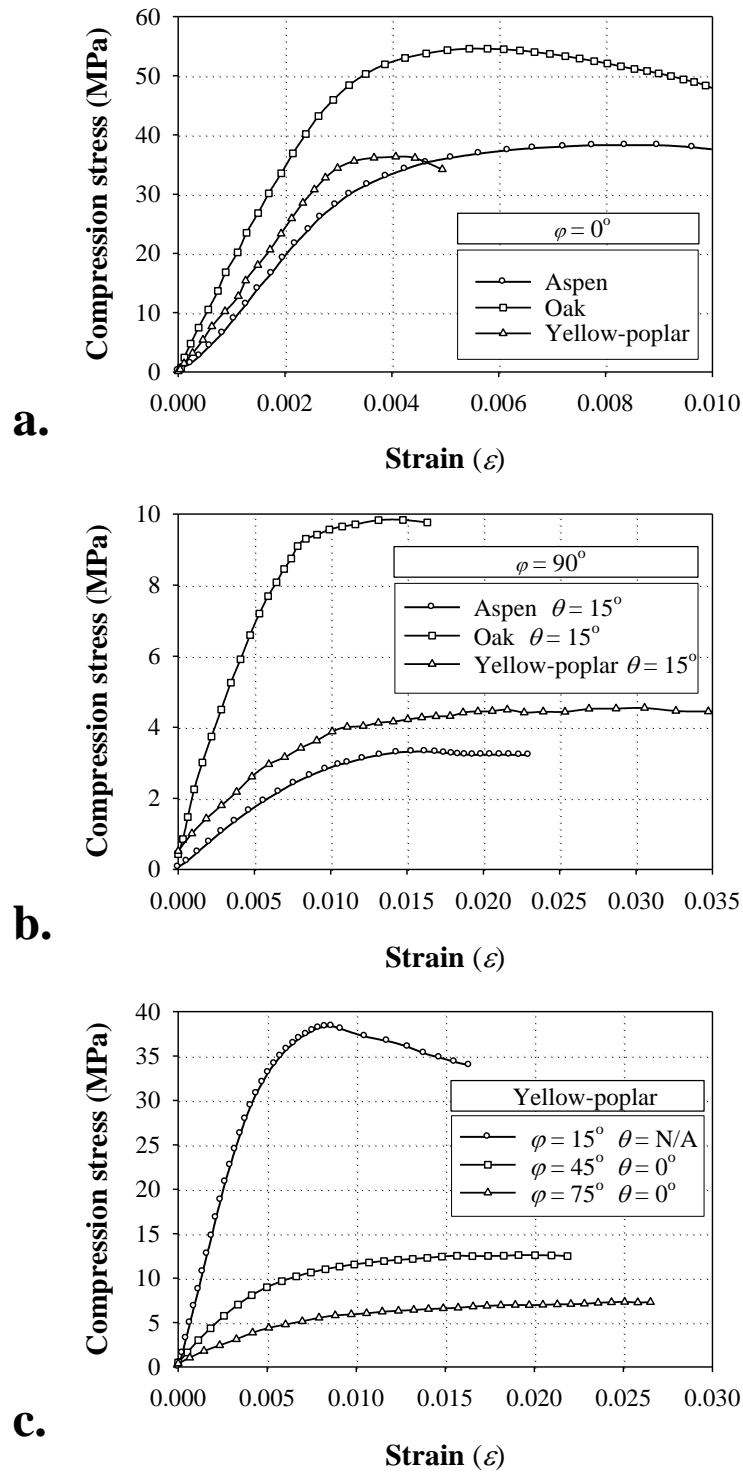 Compression stress (MPa)
60
50
40
30
20
10
0
φ = 0°
Aspen
Oak
Yellow-poplar
0.000 0.002 0.004 0.006 0.008 0.010
a.
Strain (ε)
Compression stress (MPa)
10
8
6
4
2
0
φ = 90°
Aspen θ = 15°
Oak θ = 15°
Yellow-poplar θ = 15°
0.000 0.005 0.010 0.015 0.020 0.025 0.030 0.035
b.
Strain (ε)
Compression stress (MPa)
40
35
30
25
20
15
10
5
0
Yellow-poplar
φ = 15° θ = N/A
φ = 45° θ = 0°
φ = 75° θ = 0°
0.000 0.005 0.010 0.015 0.020 0.025 0.030
c.
Strain (ε)